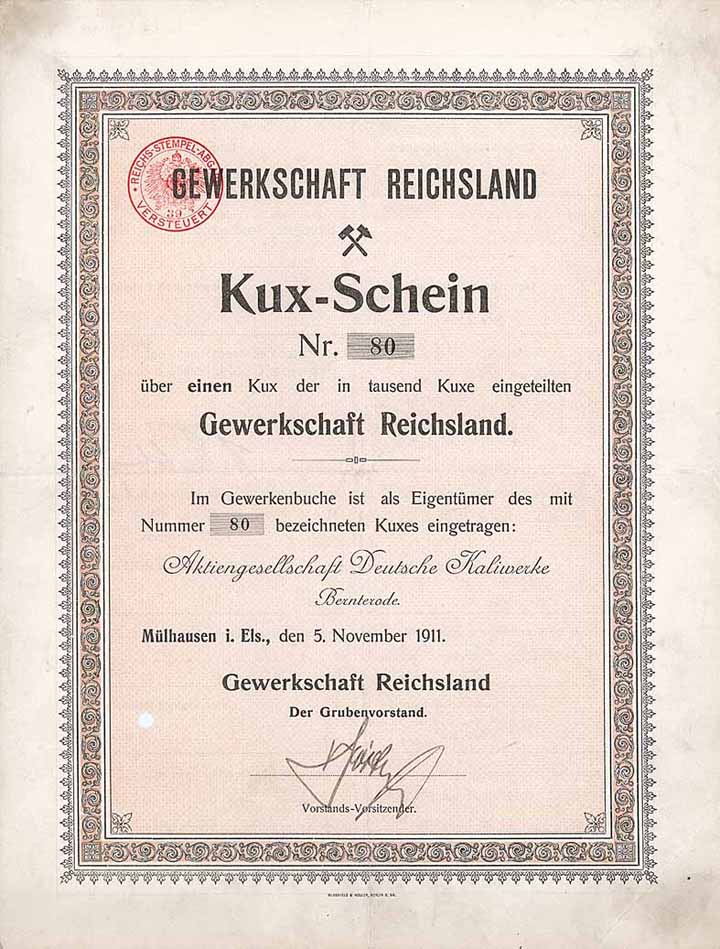 REICHS-STEMPEL-ABG.
39
VERSTEUERT
GEWERKSCHAFT REICHSLAND
Kux-Schein
Nr. 80
über einen Kux der in tausend Kuxe eingeteilten
Gewerkschaft Reichsland.
Im Gewerkenbuche ist als Eigentümer des mit
Nummer 80 bezeichneten Kuxes eingetragen:
Aktiengesellschaft Deutsche Kaliwerke
Bernterode.
Mülhausen i. Els., den 5. November 1911.
Gewerkschaft Reichsland
Der Grubenvorstand.
Vorstands-Vorsitzender.